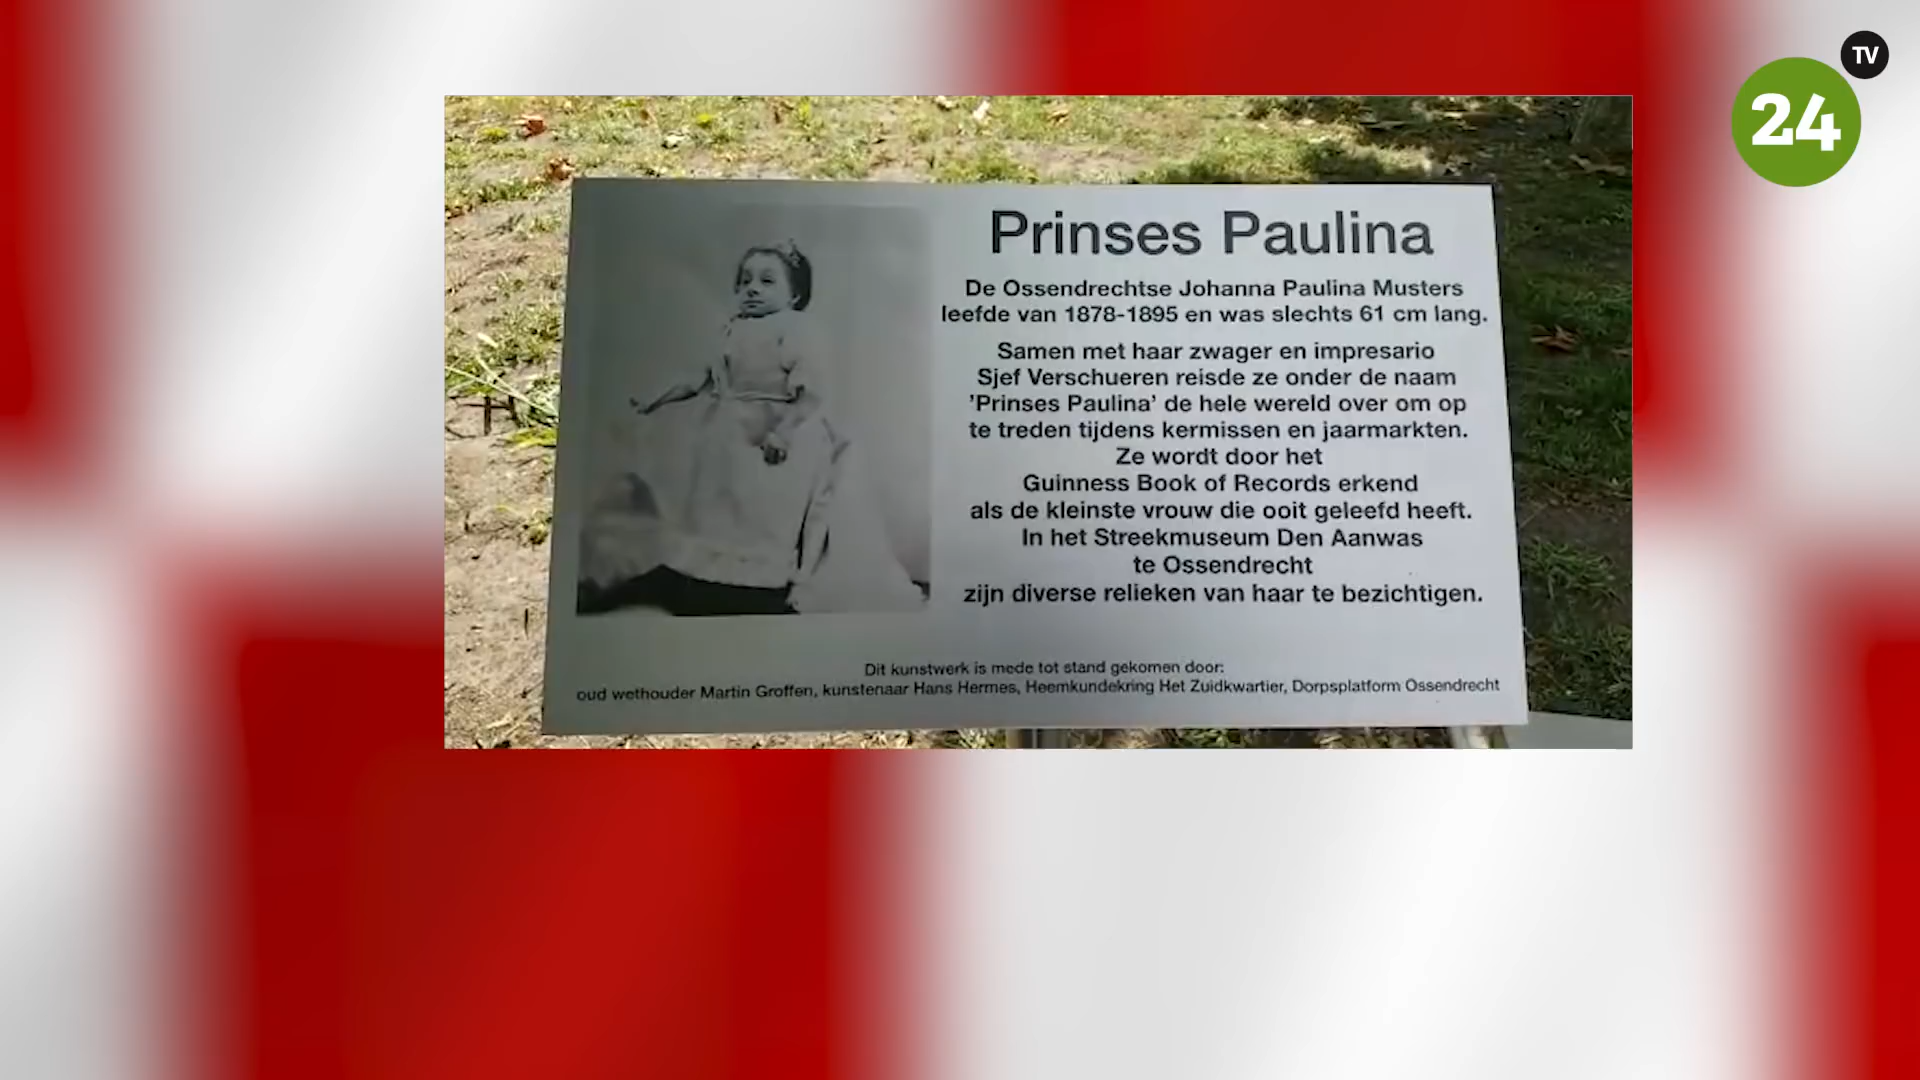 TV
24
Prinses Paulina
De Ossendrechtse Johanna Paulina Musters
leefde van 1878-1895 en was slechts 61 cm lang.
Samen met haar zwager en impresario
Sjef Verschueren reisde ze onder de naam
'Prinses Paulina' de hele wereld over om op
te treden tijdens kermissen en jaarmarkten.
Ze wordt door het
Guinness Book of Records erkend
als de kleinste vrouw die ooit geleefd heeft.
In het Streekmuseum Den Aanwas
te Ossendrecht
zijn diverse relieken van haar te bezichtigen.
Dit kunstwerk is mede tot stand gekomen door:
oud wethouder Martin Groffen, kunstenaar Hans Hermes, Heemkundekring Het Zuidkwartier, Dorpsplatform Ossendrecht